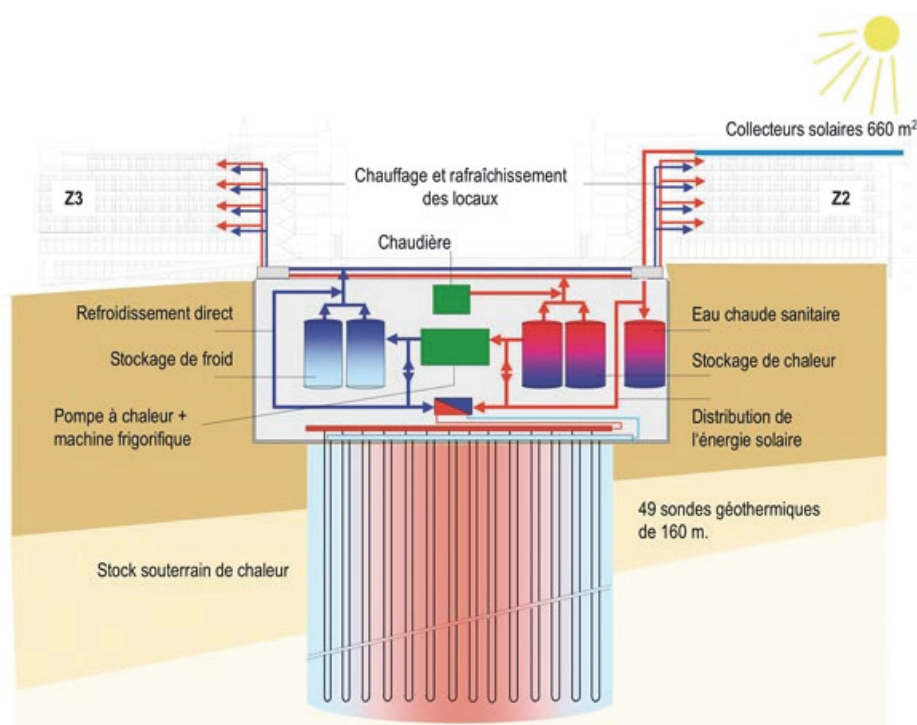 Collecteurs solaires 660 m²
Chauffage et rafraîchissement
des locaux
Z3
Z2
Chaudière
Refroidissement direct
Eau chaude sanitaire
Stockage de froid
Stockage de chaleur
Pompe à chaleur +
machine frigorifique
Distribution de
l‘énergie solaire
49 sondes géothermiques
de 160 m.
Stock souterrain de chaleur